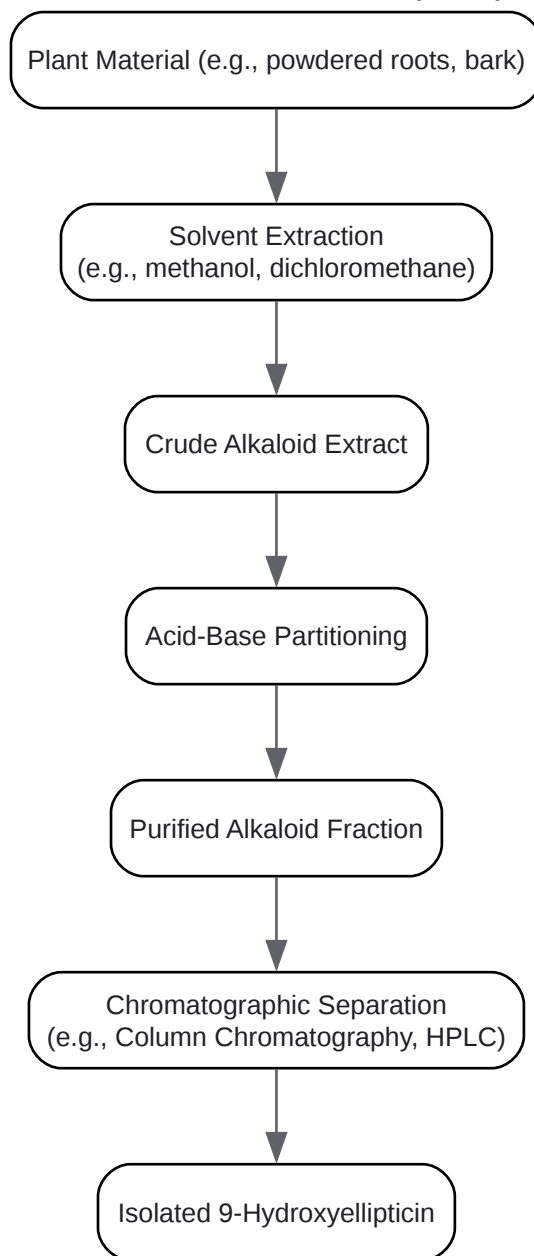 Plant Material (e.g., powdered roots, bark)
Solvent Extraction
(e.g., methanol, dichloromethane)
Crude Alkaloid Extract
Acid-Base Partitioning
Purified Alkaloid Fraction
Chromatographic Separation
(e.g., Column Chromatography, HPLC)
Isolated 9-Hydroxyellipticin